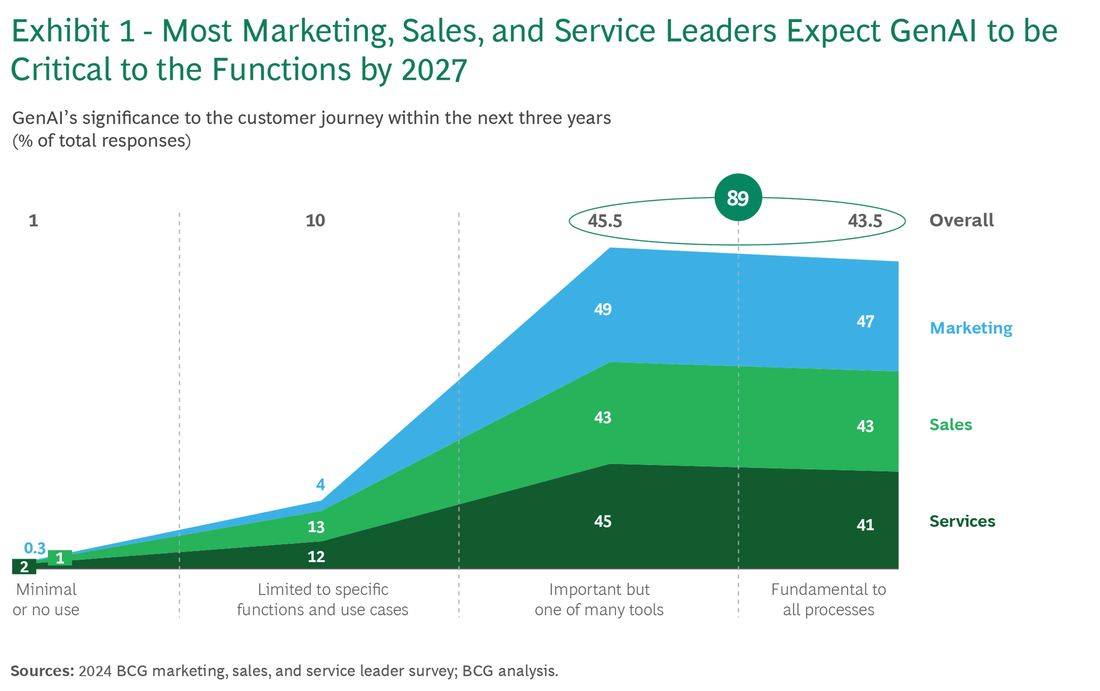 Exhibit 1 - Most Marketing, Sales, and Service Leaders Expect GenAI to be
Critical to the Functions by 2027
GenAI's significance to the customer journey within the next three years
(% of total responses)
89
1
10
45.5
43.5
Overall
49
47
Marketing
43
43
Sales
4
13
45
41
Services
0.3
1
2
12
Minimal
or no use
Limited to specific
functions and use cases
Important but
one of many tools
Fundamental to
all processes
Sources: 2024 BCG marketing, sales, and service leader survey; BCG analysis.